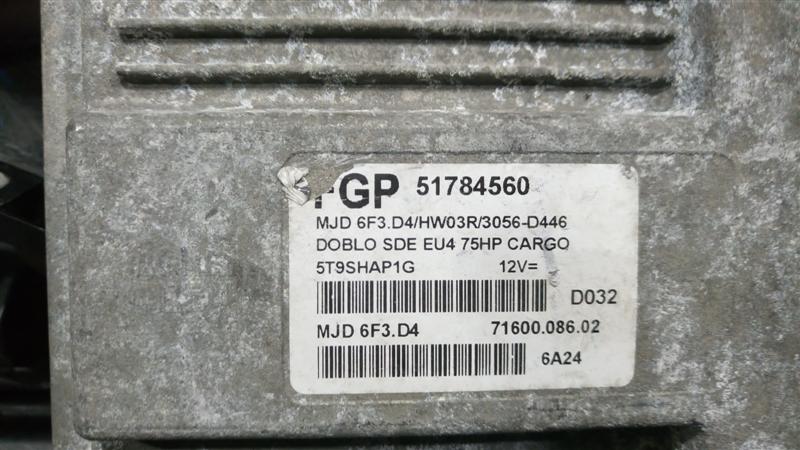 FGP 51784560
MJD 6F3.D4/HW03R/3056-D446
DOBLO SDE EU4 75HP CARGO
5T9SHAP1G 12V=
D032
MJD 6F3.D4 71600.086.02
6A24